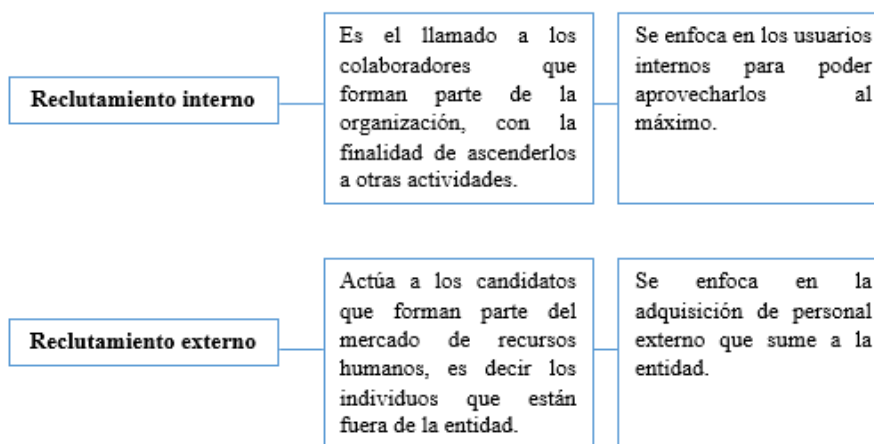 Reclutamiento interno
Es el llamado a los
colaboradores que
forman parte de la
organización, con la
finalidad de ascenderlos
a otras actividades.
Se enfoca en los usuarios
internos para poder
aprovecharlos al
máximo.
Reclutamiento externo
Actúa a los candidatos
que forman parte del
mercado de recursos
humanos, es decir los
individuos que están
fuera de la entidad.
Se enfoca en la
adquisición de personal
externo que sume a la
entidad.